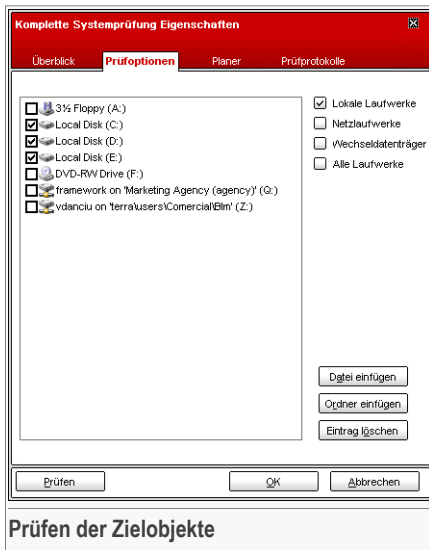 Komplette Systemprüfung Eigenschaften
Überblick Prüfoptionen Planer Prüfprotokolle
3½ Floppy (A:)
Local Disk (C:)
Local Disk (D:)
Local Disk (E:)
DVD-RW Drive (F:)
framework on 'Marketing Agency (agency)' (Q:)
vdanciu on 'terra\users\Comercial\Blm' (Z:)
Lokale Laufwerke
Netzlaufwerke
Wechseldatenträger
Alle Laufwerke
Datei einfügen
Ordner einfügen
Eintrag löschen
Prüfen OK Abbrechen
Prüfen der Zielobjekte